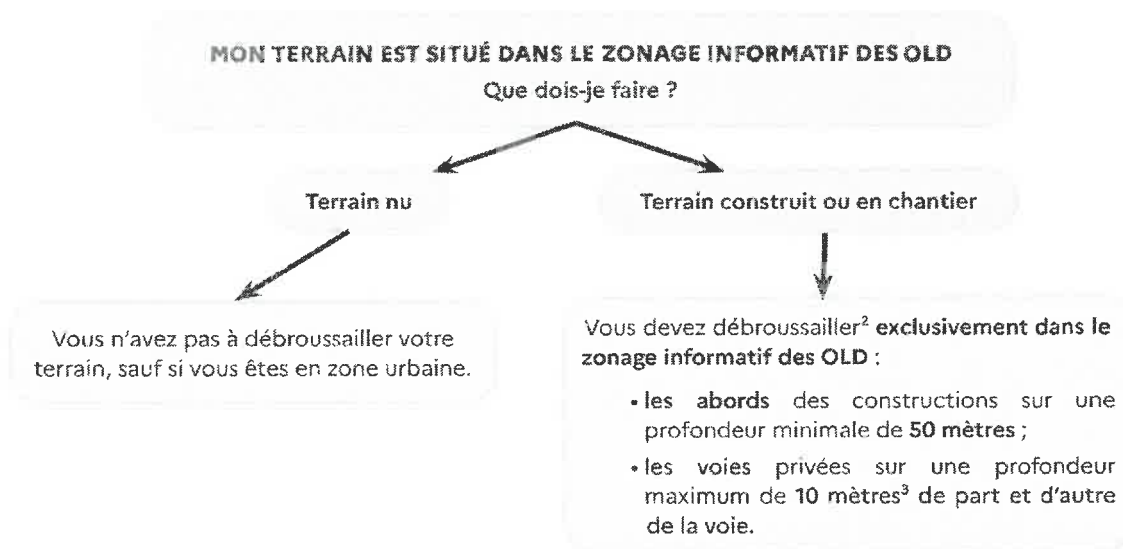 MON TERRAIN EST SITUÉ DANS LE ZONAGE INFORMATIF DES OLD
Que dois-je faire ?
Terrain nu
Terrain construit ou en chantier
Vous n'avez pas à débroussailler votre
terrain, sauf si vous êtes en zone urbaine.
Vous devez débroussailler² exclusivement dans le
zonage informatif des OLD :
• les abords des constructions sur une
profondeur minimale de 50 mètres ;
• les voies privées sur une profondeur
maximum de 10 mètres³ de part et d'autre
de la voie.